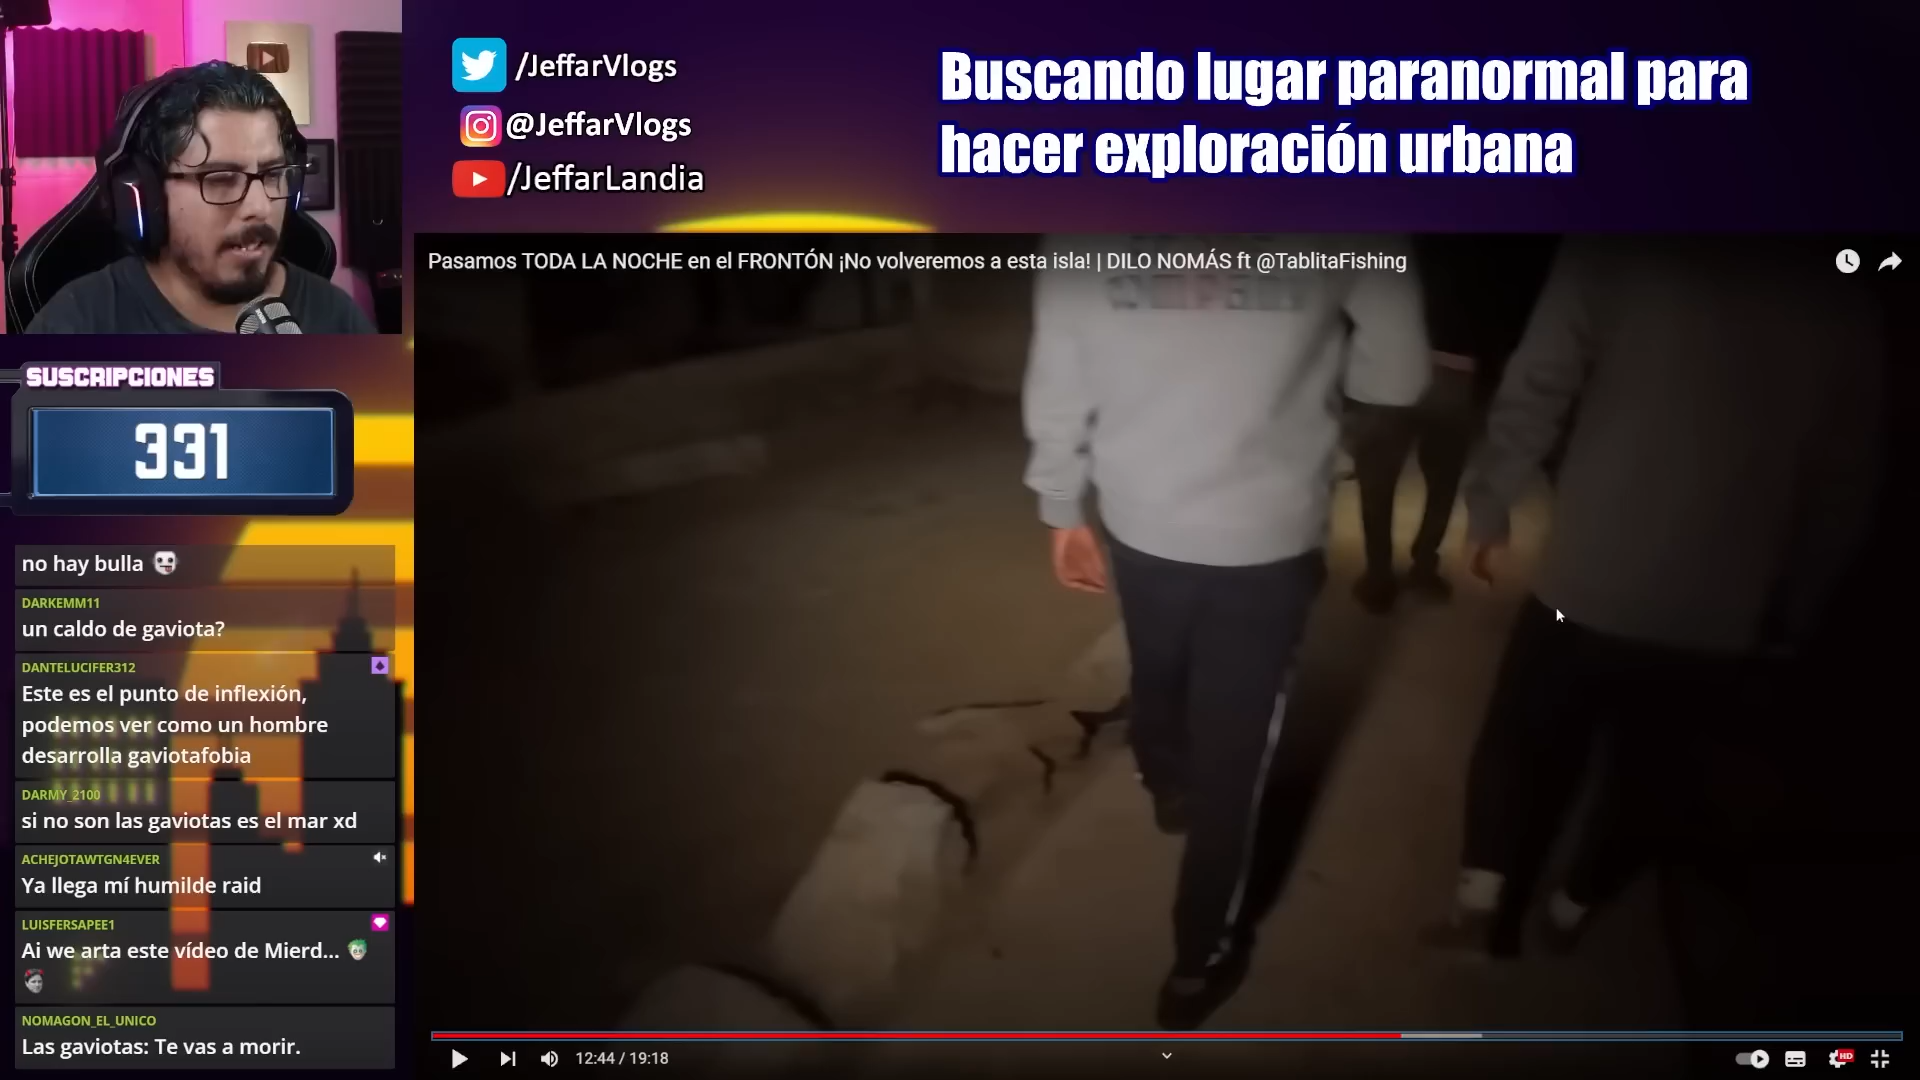 /JeffarVlogs
@JeffarVlogs
/JeffarLandia
Buscando lugar paranormal para
hacer exploración urbana
Pasamos TODA LA NOCHE en el FRONTÓN ¡No volveremos a esta isla! | DILO NOMÁS ft @TablitaFishing
SUSCRIPCIONES
331
no hay bulla
DARKEMM11
un caldo de gaviota?
DANTELUCIFER312
Este es el punto de inflexión,
podemos ver como un hombre
desarrolla gaviotafobia
DARMY_2100
si no son las gaviotas es el mar xd
ACHEJOTAWTGN4EVER
Ya llega mí humilde raid
LUISFERSAPEE1
Ai we arta este vídeo de Mierd...
NOMAGON_EL_UNICO
Las gaviotas: Te vas a morir.
12:44 / 19:18
HD